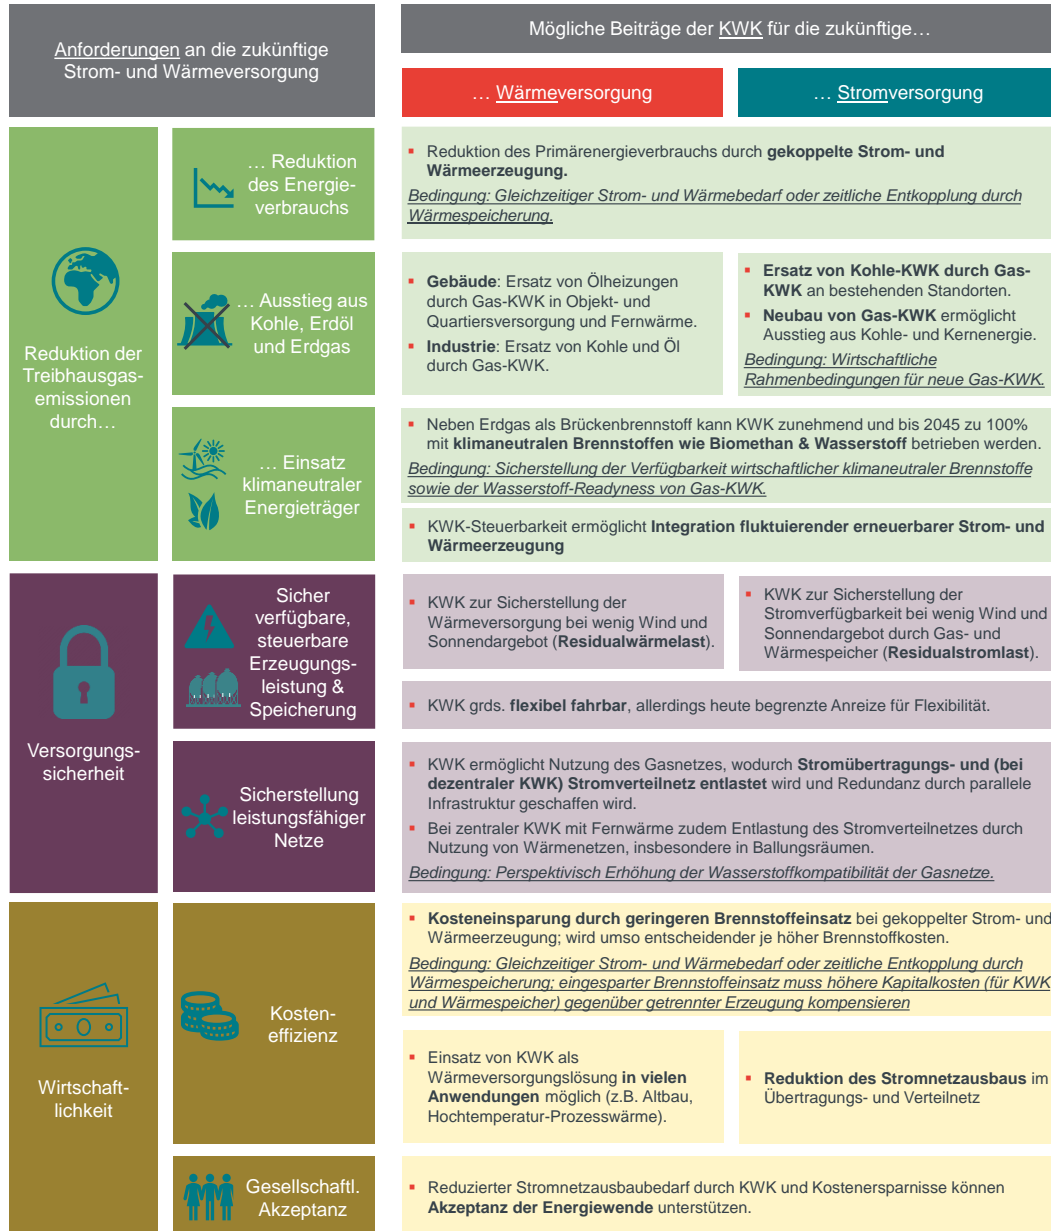 Anforderungen an die zukünftige
Strom- und Wärmeversorgung
Mögliche Beiträge der KWK für die zukünftige…
… Wärmeversorgung
… Stromversorgung
Reduktion der
Treibhausgas-
emissionen
durch…
… Reduktion
des Energie-
verbrauchs
▪ Reduktion des Primärenergieverbrauchs durch gekoppelte Strom- und
Wärmeerzeugung.
Bedingung: Gleichzeitiger Strom- und Wärmebedarf oder zeitliche Entkopplung durch
Wärmespeicherung.
… Ausstieg aus
Kohle, Erdöl
und Erdgas
▪ Gebäude: Ersatz von Ölheizungen
durch Gas-KWK in Objekt- und
Quartiersversorgung und Fernwärme.
▪ Industrie: Ersatz von Kohle und Öl
durch Gas-KWK.
▪ Ersatz von Kohle-KWK durch Gas-
KWK an bestehenden Standorten.
▪ Neubau von Gas-KWK ermöglicht
Ausstieg aus Kohle- und Kernenergie.
Bedingung: Wirtschaftliche
Rahmenbedingungen für neue Gas-KWK.
… Einsatz
klimaneutraler
Energieträger
▪ Neben Erdgas als Brückenbrennstoff kann KWK zunehmend und bis 2045 zu 100%
mit klimaneutralen Brennstoffen wie Biomethan & Wasserstoff betrieben werden.
Bedingung: Sicherstellung der Verfügbarkeit wirtschaftlicher klimaneutraler Brennstoffe
sowie der Wasserstoff-Readyness von Gas-KWK.
▪ KWK-Steuerbarkeit ermöglicht Integration fluktuierender erneuerbarer Strom- und
Wärmeerzeugung
Versorgungs-
sicherheit
Sicher
verfügbare,
steuerbare
Erzeugungs-
leistung &
Speicherung
▪ KWK zur Sicherstellung der
Wärmeversorgung bei wenig Wind und
Sonnendargebot (Residualwärmelast).
▪ KWK zur Sicherstellung der
Stromverfügbarkeit bei wenig Wind und
Sonnendargebot durch Gas- und
Wärmespeicher (Residualstromlast).
▪ KWK grds. flexibel fahrbar, allerdings heute begrenzte Anreize für Flexibilität.
Sicherstellung
leistungsfähiger
Netze
▪ KWK ermöglicht Nutzung des Gasnetzes, wodurch Stromübertragungs- und (bei
dezentraler KWK) Stromverteilnetz entlastet wird und Redundanz durch parallele
Infrastruktur geschaffen wird.
▪ Bei zentraler KWK mit Fernwärme zudem Entlastung des Stromverteilnetzes durch
Nutzung von Wärmenetzen, insbesondere in Ballungsräumen.
Bedingung: Perspektivisch Erhöhung der Wasserstoffkompatibilität der Gasnetze.
Wirtschaft-
lichkeit
Kosten-
effizienz
▪ Kosteneinsparung durch geringeren Brennstoffeinsatz bei gekoppelter Strom- und
Wärmeerzeugung; wird umso entscheidender je höher Brennstoffkosten.
Bedingung: Gleichzeitiger Strom- und Wärmebedarf oder zeitliche Entkopplung durch
Wärmespeicherung; eingesparter Brennstoffeinsatz muss höhere Kapitalkosten (für KWK
und Wärmespeicher) gegenüber getrennter Erzeugung kompensieren
▪ Einsatz von KWK als
Wärmeversorgungslösung in vielen
Anwendungen möglich (z.B. Altbau,
Hochtemperatur-Prozesswärme).
▪ Reduktion des Stromnetzausbaus im
Übertragungs- und Verteilnetz
Gesellschaftl.
Akzeptanz
▪ Reduzierter Stromnetzausbaubedarf durch KWK und Kostenersparnisse können
Akzeptanz der Energiewende unterstützen.